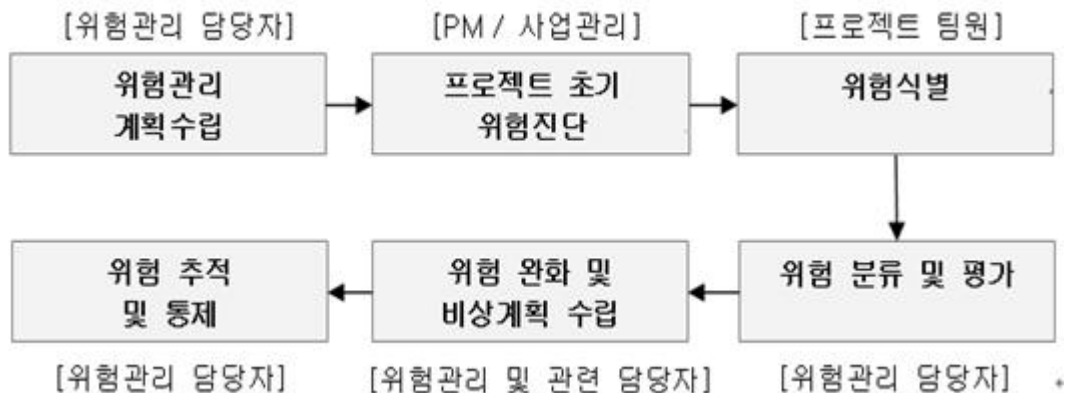 [위험관리 담당자]
[PM / 사업관리]
[프로젝트 팀원]
위험관리
계획수립
프로젝트 초기
위험진단
위험식별
위험 추적
및 통제
위험 완화 및
비상계획 수립
위험 분류 및 평가
[위험관리 담당자]
[위험관리 및 관련 담당자]
[위험관리 담당자]